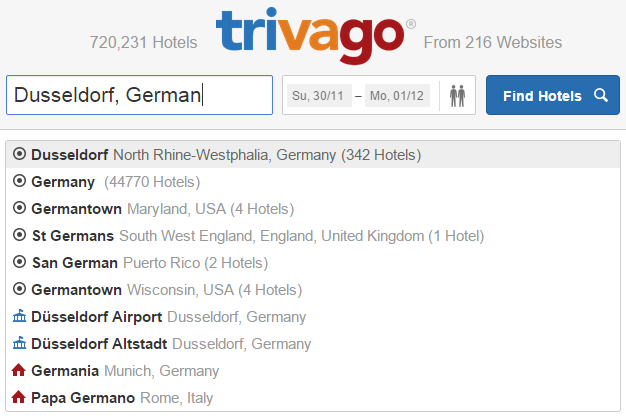 720,231 Hotels trivago® From 216 Websites
Dusseldorf, German Su, 30/11 – Mo, 01/12 Find Hotels
Dusseldorf North Rhine-Westphalia, Germany (342 Hotels)
Germany (44770 Hotels)
Germantown Maryland, USA (4 Hotels)
St Germans South West England, England, United Kingdom (1 Hotel)
San German Puerto Rico (2 Hotels)
Germantown Wisconsin, USA (4 Hotels)
Düsseldorf Airport Dusseldorf, Germany
Düsseldorf Altstadt Dusseldorf, Germany
Germania Munich, Germany
Papa Germano Rome, Italy